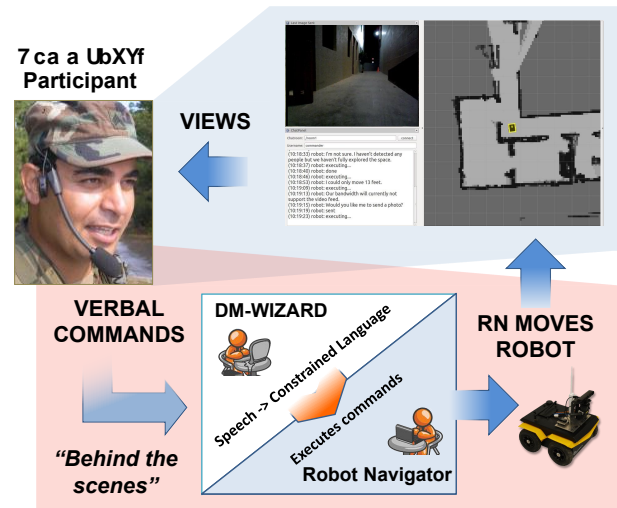 7 ca a UbXYf
Participant
VIEWS
(10:18:33) robot: I'm not sure. I haven't detected any
people but we haven't fully explored the space.
(10:18:37) robot: executing...
(10:18:40) robot: done
(10:18:46) robot: executing...
(10:18:53) robot: I could only move 13 feet.
(10:19:09) robot: executing...
(10:19:13) robot: Our bandwidth will currently not
support the video feed.
(10:19:15) robot: Would you like me to send a photo?
(10:19:19) robot: sent
(10:19:23) robot: executing...
VERBAL
COMMANDS
DM-WIZARD
Speech -> Constrained Language
Executes commands
Robot Navigator
RN MOVES
ROBOT
“Behind the
scenes”